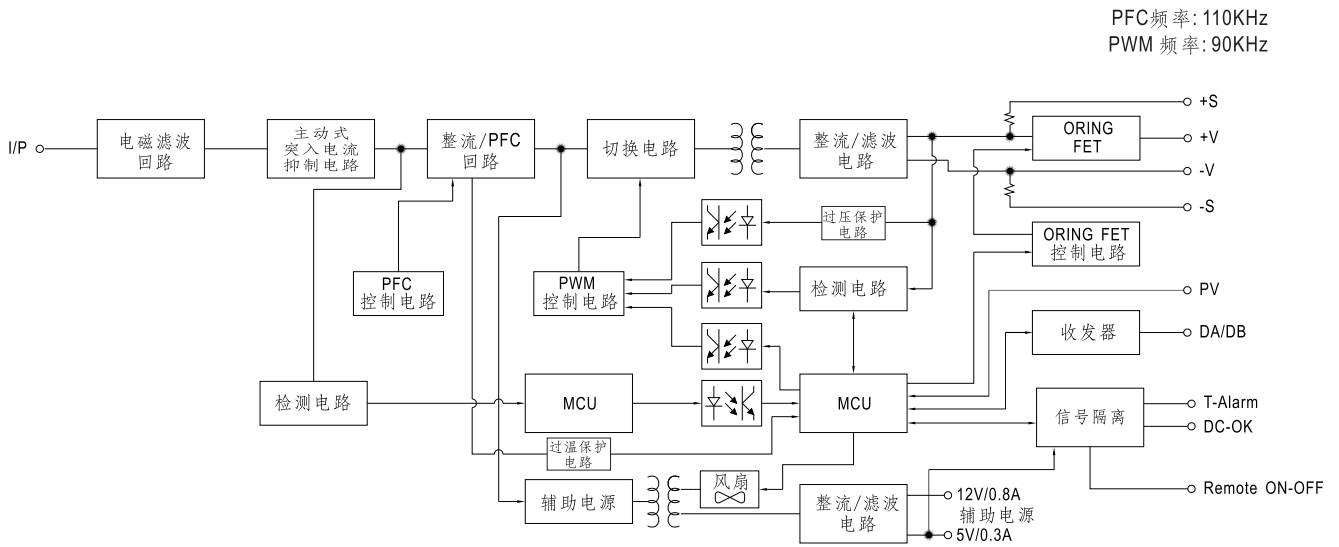 PFC频率: 110KHz
PWM 频率: 90KHz
I/P
电磁滤波
回路
主动式
突入电流
抑制电路
整流/PFC
回路
切换电路
整流/滤波
电路
ORING
FET
+S
+V
-V
-S
过压保护
电路
ORING FET
控制电路
PFC
控制电路
PWM
控制电路
检测电路
PV
收发器
DA/DB
检测电路
MCU
MCU
信号隔离
T-Alarm
DC-OK
过温保护
电路
辅助电源
风扇
整流/滤波
电路
12V/0.8A
辅助电源
5V/0.3A
Remote ON-OFF